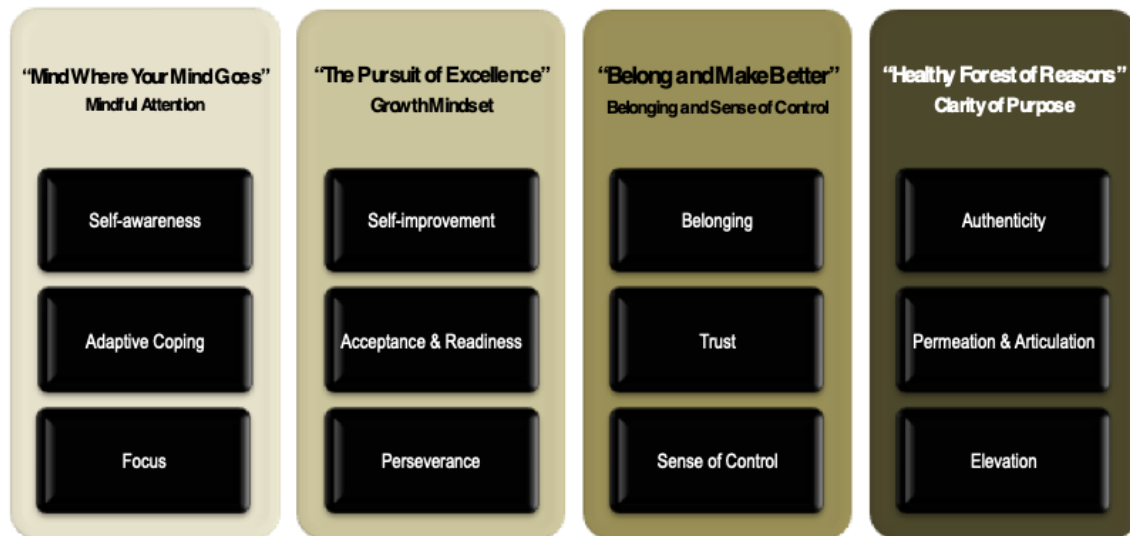 “Mind Where Your Mind Goes”
Mindful Attention
Self-awareness
Adaptive Coping
Focus
“The Pursuit of Excellence”
Growth Mindset
Self-improvement
Acceptance & Readiness
Perseverance
“Belong and Make Better”
Belonging and Sense of Control
Belonging
Trust
Sense of Control
“Healthy Forest of Reasons”
Clarity of Purpose
Authenticity
Permeation & Articulation
Elevation